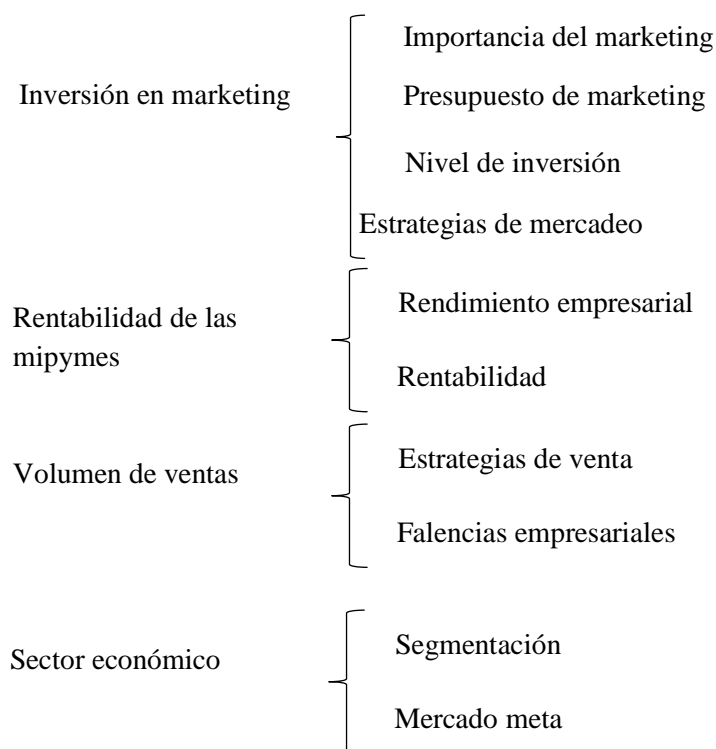 Inversión en marketing
Importancia del marketing
Presupuesto de marketing
Nivel de inversión
Estrategias de mercadeo
Rentabilidad de las
mipymes
Rendimiento empresarial
Rentabilidad
Volumen de ventas
Estrategias de venta
Falencias empresariales
Sector económico
Segmentación
Mercado meta